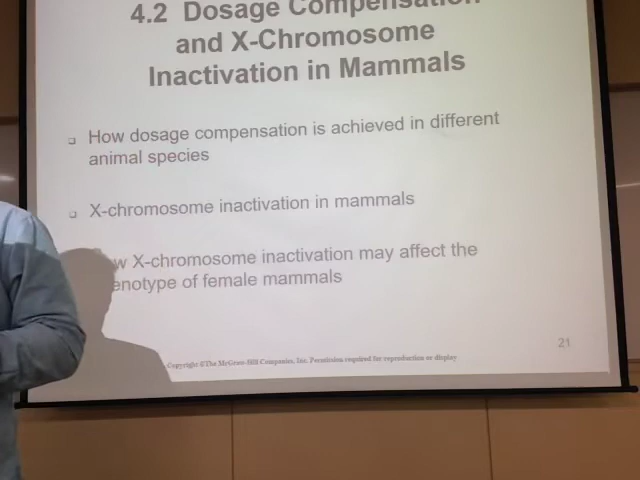 4.2 Dosage Compensation
and X-Chromosome
Inactivation in Mammals
How dosage compensation is achieved in different
animal species
X-chromosome inactivation in mammals
X-chromosome inactivation may affect the
of female mammals
Copyright ©The McGraw-Hill Companies, Inc. Permission required for reproduction or display
21